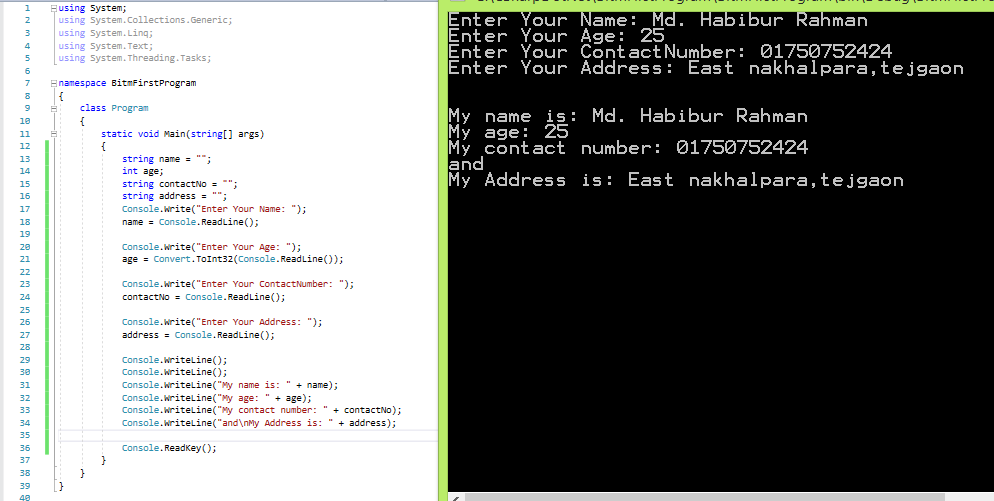 1 using System;
2 using System.Collections.Generic;
3 using System.Linq;
4 using System.Text;
5 using System.Threading.Tasks;
6
7 namespace BitmFirstProgram
8 {
9 class Program
10 {
11 static void Main(string[] args)
12 {
13 string name = "";
14 int age;
15 string contactNo = "";
16 string address = "";
17 Console.Write("Enter Your Name: ");
18 name = Console.ReadLine();
19
20 Console.Write("Enter Your Age: ");
21 age = Convert.ToInt32(Console.ReadLine());
22
23 Console.Write("Enter Your ContactNumber: ");
24 contactNo = Console.ReadLine();
25
26 Console.Write("Enter Your Address: ");
27 address = Console.ReadLine();
28
29 Console.WriteLine();
30 Console.WriteLine();
31 Console.WriteLine("My name is: " + name);
32 Console.WriteLine("My age: " + age);
33 Console.WriteLine("My contact number: " + contactNo);
34 Console.WriteLine("and\nMy Address is: " + address);
35
36 Console.ReadKey();
37 }
38 }
39 }
40
Enter Your Name: Md. Habibur Rahman
Enter Your Age: 25
Enter Your ContactNumber: 01750752424
Enter Your Address: East nakhalpara,tejgaon
My name is: Md. Habibur Rahman
My age: 25
My contact number: 01750752424
and
My Address is: East nakhalpara,tejgaon